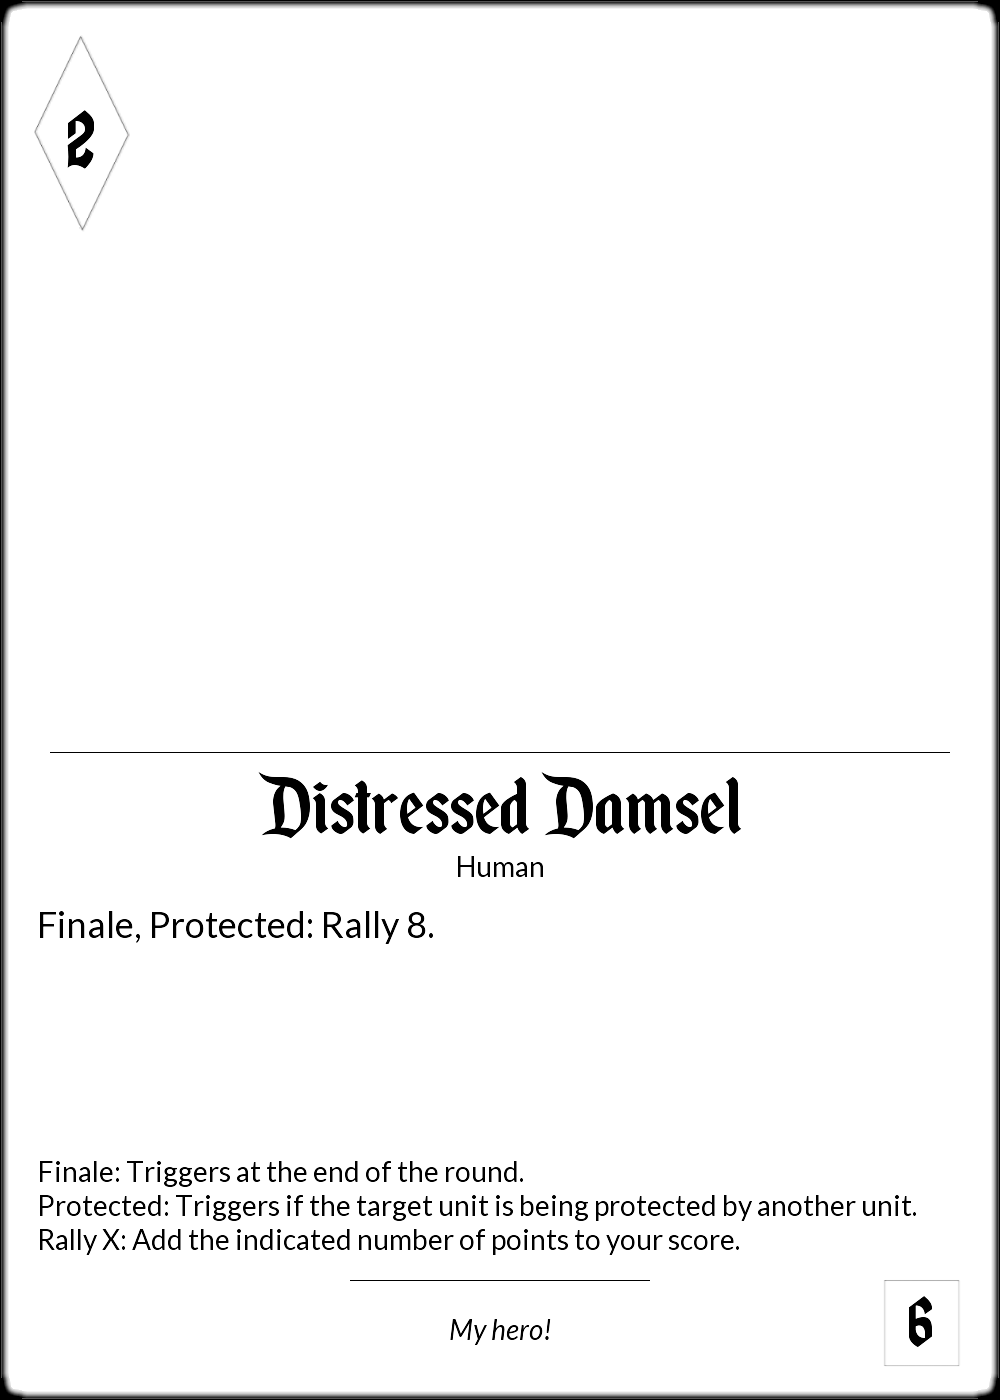 2
Distressed Damsel
Human
Finale, Protected: Rally 8.
Finale: Triggers at the end of the round.
Protected: Triggers if the target unit is being protected by another unit.
Rally X: Add the indicated number of points to your score.
My hero!
6